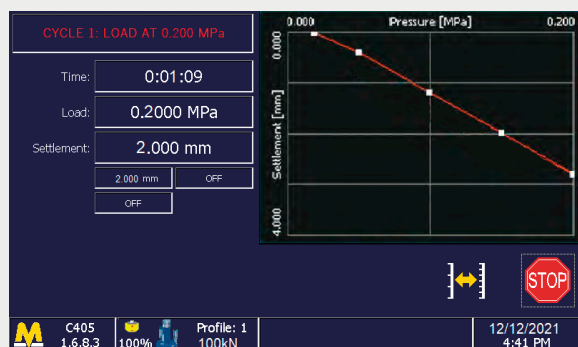 CYCLE 1: LOAD AT 0.200 MPa
Time: 0:01:09
Load: 0.2000 MPa
Settlement: 2.000 mm
2.000 mm OFF
OFF
0.000 Pressure [MPa] 0.200
0.000
Settlement [mm]
4.000
STOP
C405
1.6.8.3
100%
Profile: 1
100kN
12/12/2021
4:41 PM